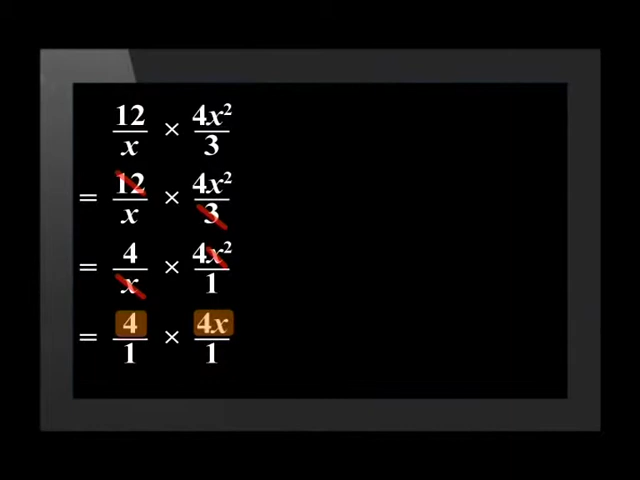 12/x × 4x²/3
= 12/x × 4x²/3
= 4/x × 4x²/1
= 4/1 × 4x/1